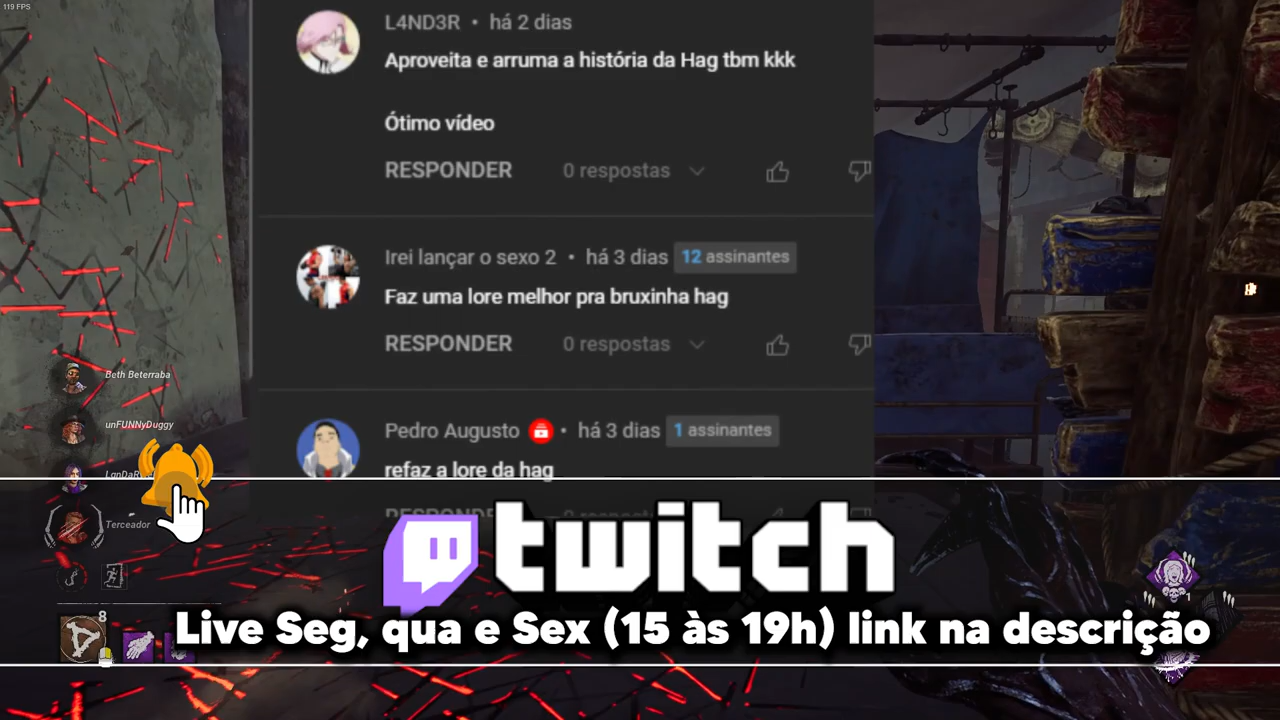 119 FPS
L4ND3R • há 2 dias
Aproveita e arruma a história da Hag tbm kkk
Ótimo vídeo
RESPONDER 0 respostas
Irei lançar o sexo 2 • há 3 dias 12 assinantes
Faz uma lore melhor pra bruxinha hag
RESPONDER 0 respostas
Pedro Augusto • há 3 dias 1 assinantes
refaz a lore da hag
Beth Beterraba
unFUNNyDuggy
Terceador
twitch
8
Live Seg, qua e Sex (15 às 19h) link na descrição